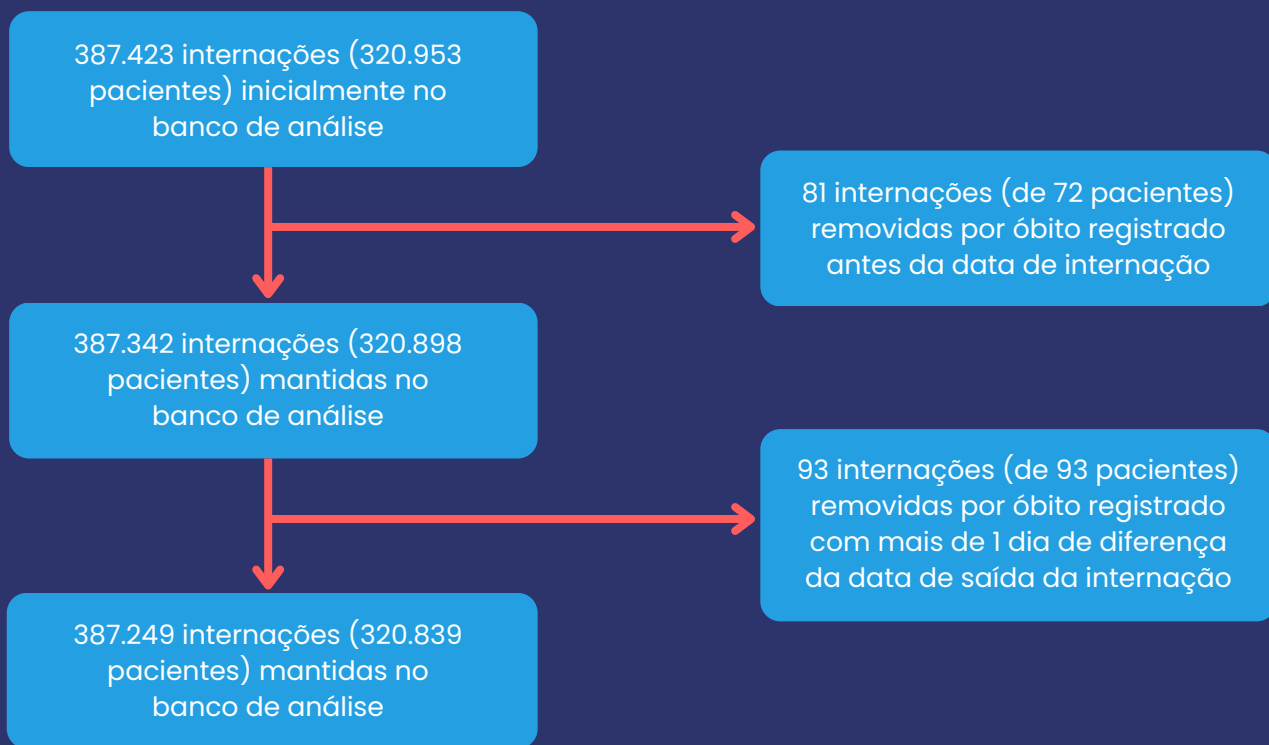 387.423 internações (320.953
pacientes) inicialmente no
banco de análise
81 internações (de 72 pacientes)
removidas por óbito registrado
antes da data de internação
387.342 internações (320.898
pacientes) mantidas no
banco de análise
93 internações (de 93 pacientes)
removidas por óbito registrado
com mais de 1 dia de diferença
da data de saída da internação
387.249 internações (320.839
pacientes) mantidas no
banco de análise